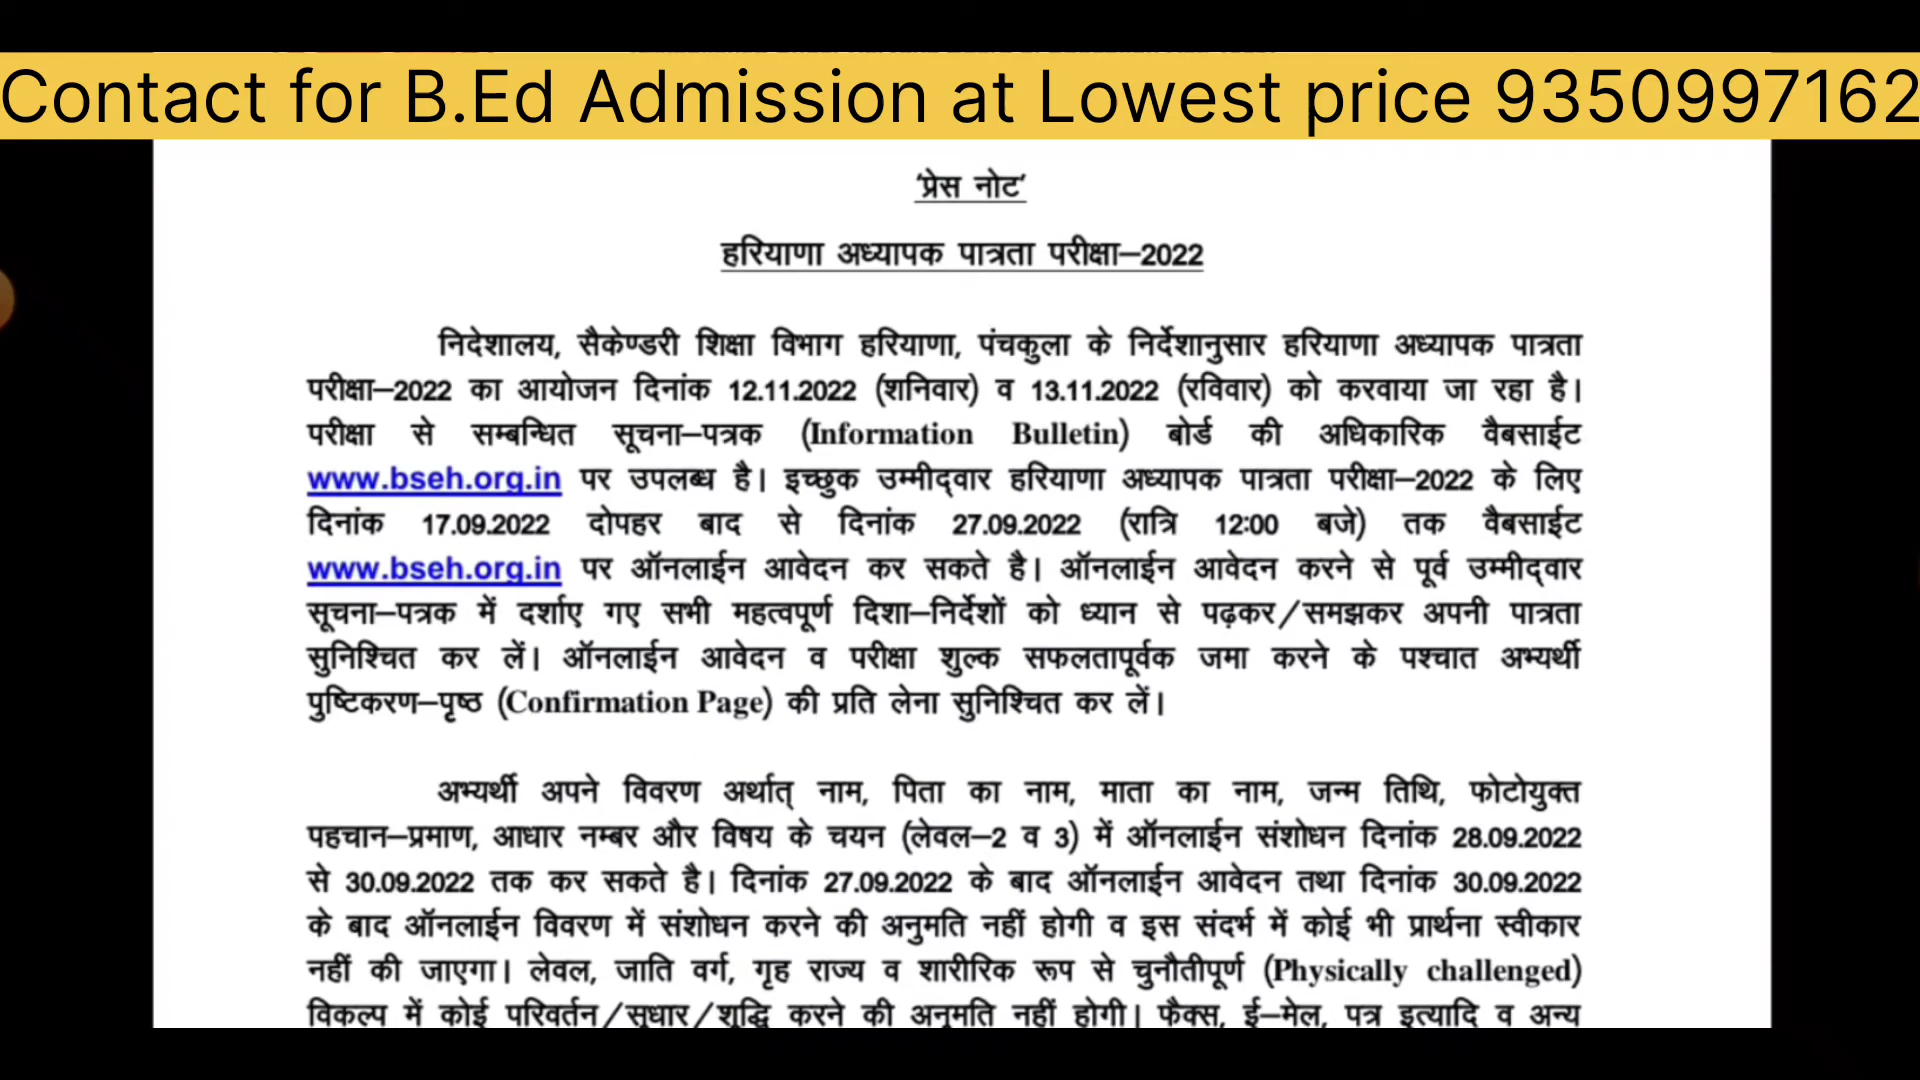 Contact for B.Ed Admission at Lowest price 9350997162
‘प्रेस नोट’
हरियाणा अध्यापक पात्रता परीक्षा–2022
निदेशालय, सैकेण्डरी शिक्षा विभाग हरियाणा, पंचकुला के निर्देशानुसार हरियाणा अध्यापक पात्रता
परीक्षा–2022 का आयोजन दिनांक 12.11.2022 (शनिवार) व 13.11.2022 (रविवार) को करवाया जा रहा है।
परीक्षा से सम्बन्धित सूचना–पत्रक (Information Bulletin) बोर्ड की अधिकारिक वैबसाईट
www.bseh.org.in पर उपलब्ध है। इच्छुक उम्मीद्वार हरियाणा अध्यापक पात्रता परीक्षा–2022 के लिए
दिनांक 17.09.2022 दोपहर बाद से दिनांक 27.09.2022 (रात्रि 12:00 बजे) तक वैबसाईट
www.bseh.org.in पर ऑनलाईन आवेदन कर सकते है। ऑनलाईन आवेदन करने से पूर्व उम्मीद्वार
सूचना–पत्रक में दर्शाए गए सभी महत्वपूर्ण दिशा–निर्देशों को ध्यान से पढ़कर/समझकर अपनी पात्रता
सुनिश्चित कर लें। ऑनलाईन आवेदन व परीक्षा शुल्क सफलतापूर्वक जमा करने के पश्चात अभ्यर्थी
पुष्टिकरण–पृष्ठ (Confirmation Page) की प्रति लेना सुनिश्चित कर लें।
अभ्यर्थी अपने विवरण अर्थात् नाम, पिता का नाम, माता का नाम, जन्म तिथि, फोटोयुक्त
पहचान–प्रमाण, आधार नम्बर और विषय के चयन (लेवल–2 व 3) में ऑनलाईन संशोधन दिनांक 28.09.2022
से 30.09.2022 तक कर सकते है। दिनांक 27.09.2022 के बाद ऑनलाईन आवेदन तथा दिनांक 30.09.2022
के बाद ऑनलाईन विवरण में संशोधन करने की अनुमति नहीं होगी व इस संदर्भ में कोई भी प्रार्थना स्वीकार
नहीं की जाएगा। लेवल, जाति वर्ग, गृह राज्य व शारीरिक रूप से चुनौतीपूर्ण (Physically challenged)
विकल्प में कोई परिवर्तन/सुधार/शुद्धि करने की अनुमति नहीं होगी। फैक्स, ई–मेल, पत्र इत्यादि व अन्य